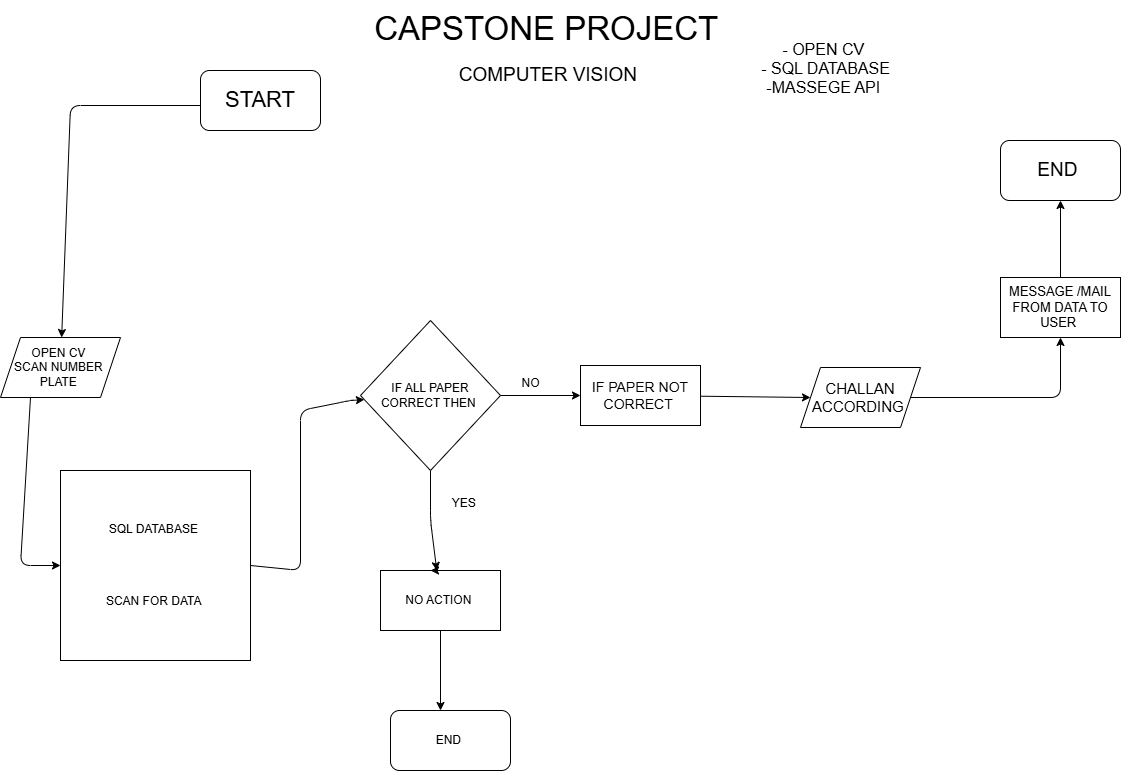 CAPSTONE PROJECT
COMPUTER VISION
- OPEN CV
- SQL DATABASE
-MASSEGE API
START
OPEN CV
SCAN NUMBER
PLATE
SQL DATABASE
SCAN FOR DATA
IF ALL PAPER
CORRECT THEN
NO
YES
NO ACTION
END
IF PAPER NOT
CORRECT
CHALLAN
ACCORDING
MESSAGE /MAIL
FROM DATA TO
USER
END